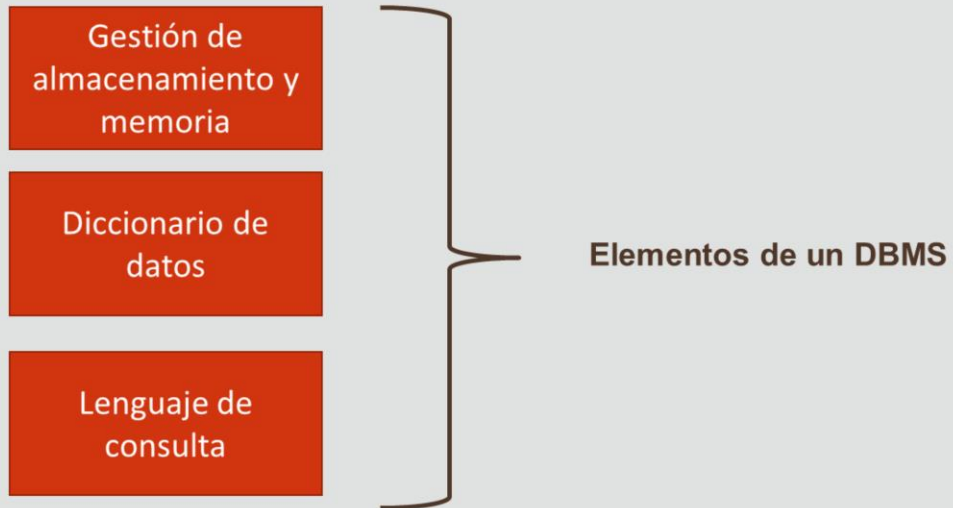 Gestión de
almacenamiento y
memoria
Diccionario de
datos
Elementos de un DBMS
Lenguaje de
consulta